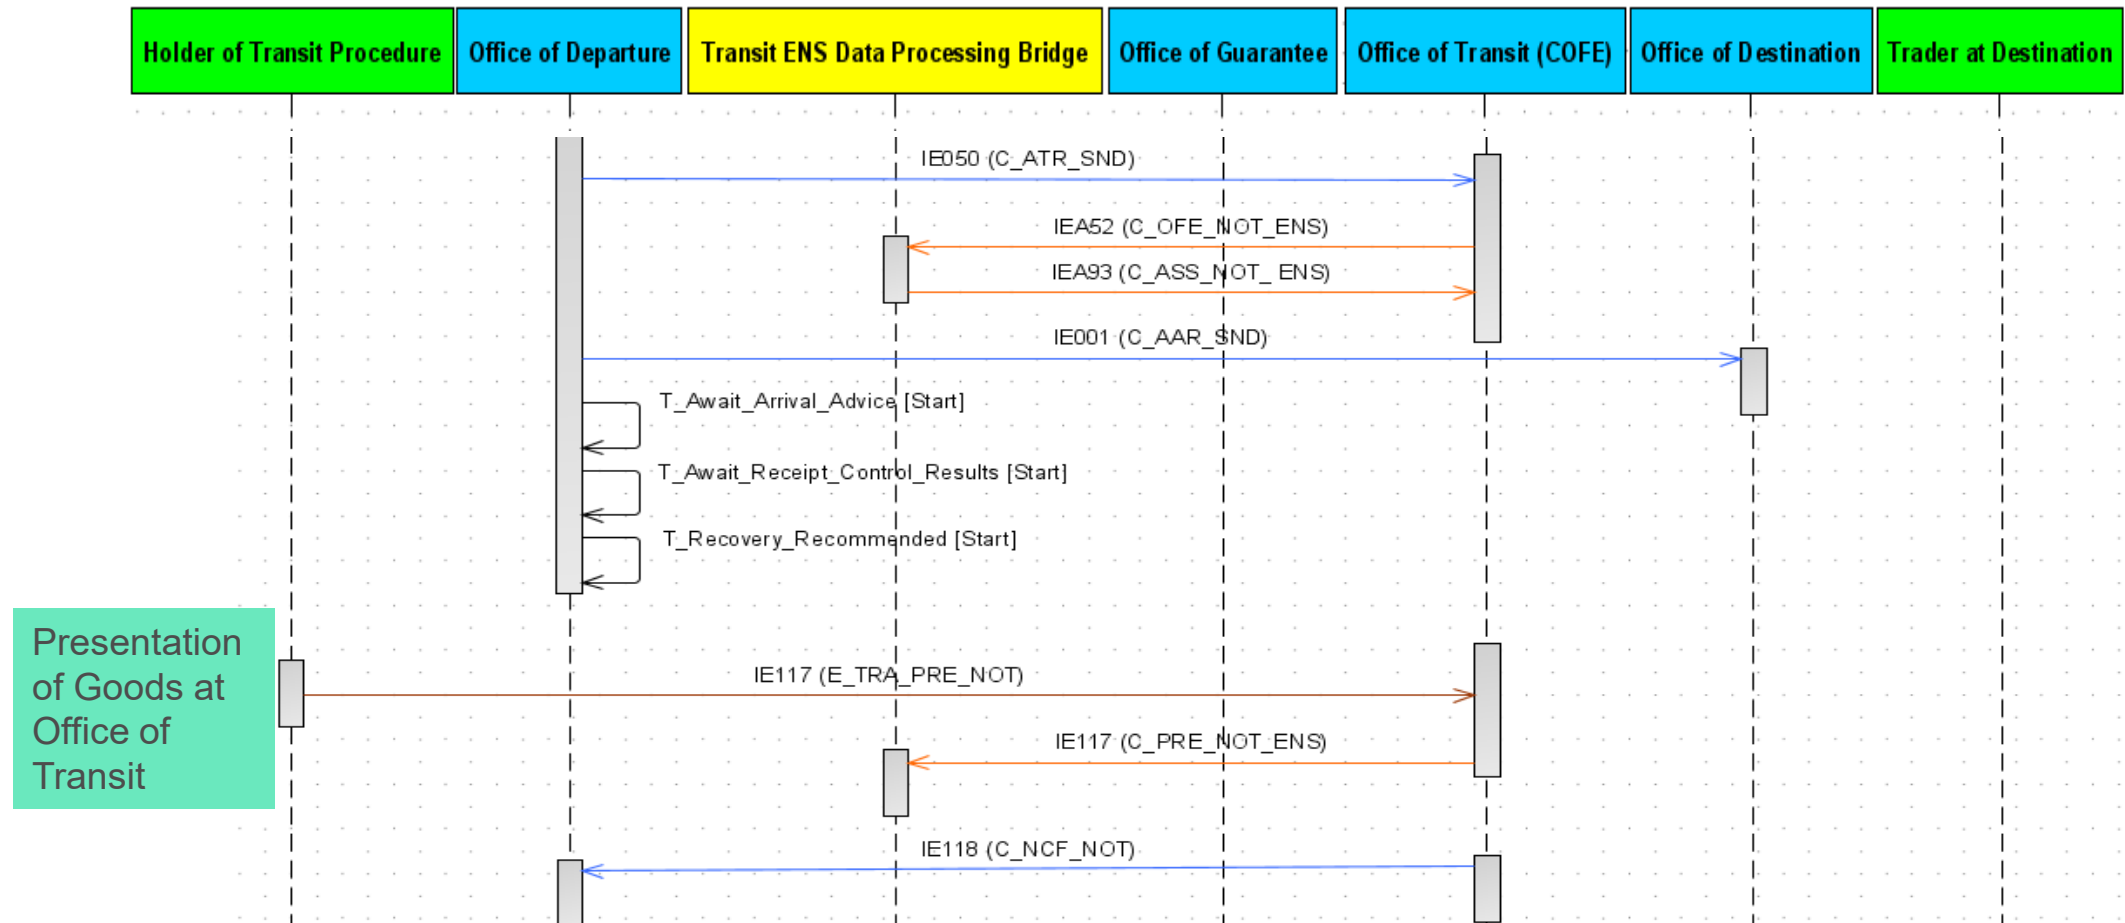 Holder of Transit Procedure
Office of Departure
Transit ENS Data Processing Bridge
Office of Guarantee
Office of Transit (COFE)
Office of Destination
Trader at Destination
IE050 (C_ATR_SND)
IEA52 (C_OFE_NOT_ENS)
IEA93 (C_ASS_NOT_ ENS)
IE001 (C_AAR_SND)
T_Await_Arrival_Advice [Start]
T_Await_Receipt_Control_Results [Start]
T_Recovery_Recommended [Start]
Presentation
of Goods at
Office of
Transit
IE117 (E_TRA_PRE_NOT)
IE117 (C_PRE_NOT_ENS)
IE118 (C_NCF_NOT)